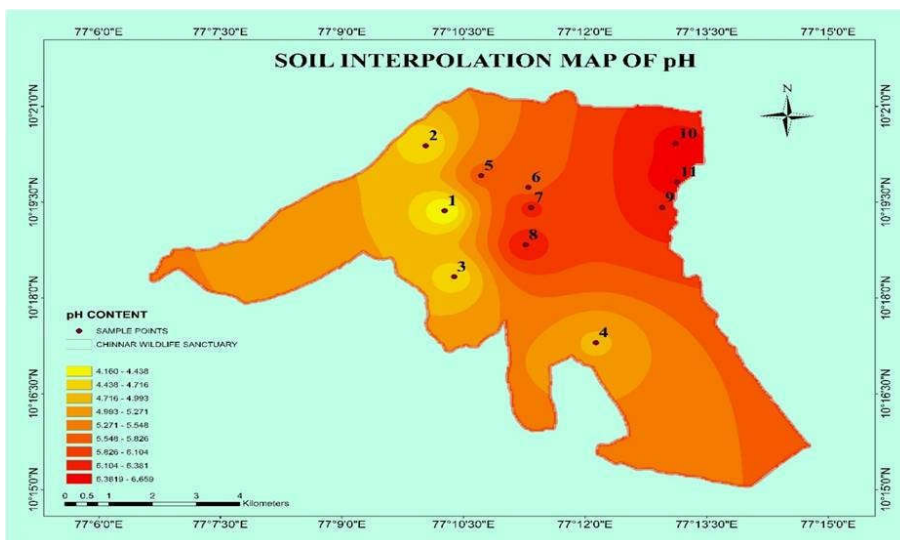 77°6'0"E 77°7'30"E 77°9'0"E 77°10'30"E 77°12'0"E 77°13'30"E 77°15'0"E
SOIL INTERPOLATION MAP OF pH
N
10°21'0"N 10°21'0"N
10°19'30"N 10°19'30"N
10°18'0"N 10°18'0"N
10°16'30"N 10°16'30"N
10°15'0"N 10°15'0"N
2
10
5
11
6
1
7
9
8
3
4
pH CONTENT
SAMPLE POINTS
CHINNAR WILDLIFE SANCTUARY
4.160 - 4.438
4.438 - 4.716
4.716 - 4.993
4.993 - 5.271
5.271 - 5.548
5.548 - 5.826
5.826 - 6.104
6.104 - 6.381
6.3819 - 6.659
0 0.5 1 2 3 4
Kilometers
77°6'0"E 77°7'30"E 77°9'0"E 77°10'30"E 77°12'0"E 77°13'30"E 77°15'0"E